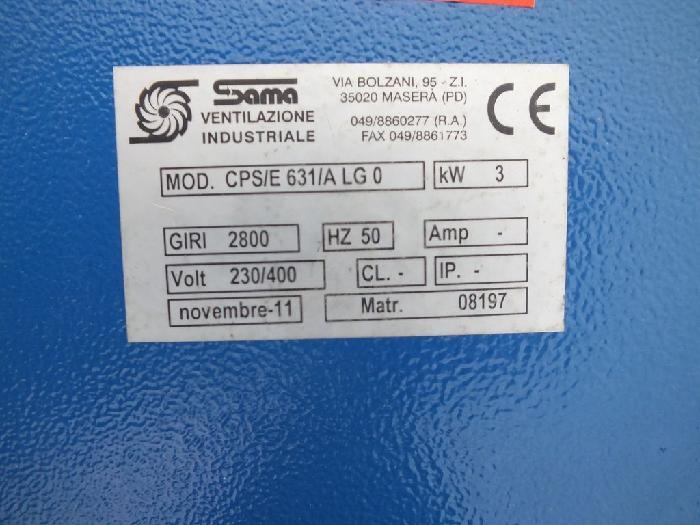 Sama
VENTILAZIONE
INDUSTRIALE
VIA BOLZANI, 95 - Z.I.
35020 MASERÀ (PD)
049/8860277 (R.A.)
FAX 049/8861773
CE
MOD. CPS/E 631/A LG 0
kW 3
GIRI 2800
HZ 50
Amp -
Volt 230/400
CL. -
IP. -
novembre-11
Matr. 08197